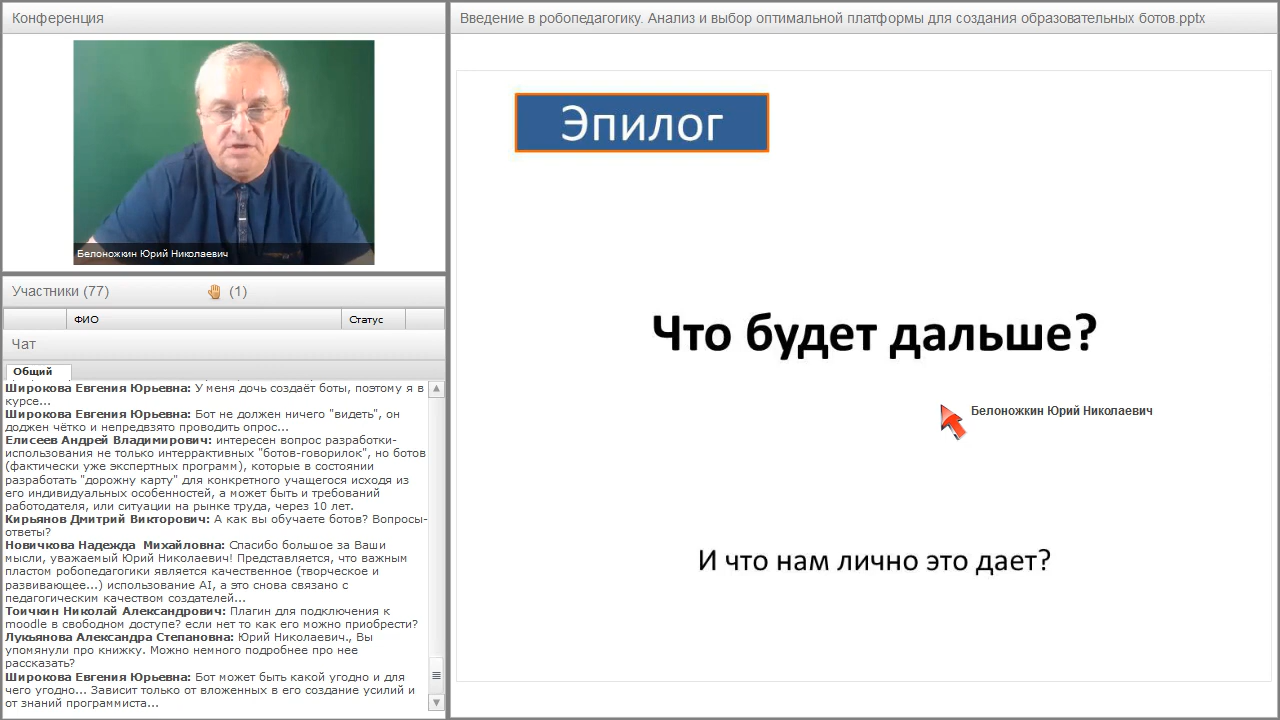 Конференция
Белоножкин Юрий Николаевич
Участники (77) (1)
ФИО Статус
Чат
Общий
Широкова Евгения Юрьевна: У меня дочь создаёт боты, поэтому я в
курсе...
Широкова Евгения Юрьевна: Бот не должен ничего "видеть", он
доджен чётко и непредвзято проводить опрос...
Елисеев Андрей Владимирович: интересен вопрос разработки-
использования не только интеррактивных "ботов-говорилок", но ботов
(фактически уже экспертных программ), которые в состоянии
разработать "дорожну карту" для конкретного учащегося исходя из
его индивидуальных особенностей, а может быть и требований
работодателя, или ситуации на рынке труда, через 10 лет.
Кирьянов Дмитрий Викторович: А как вы обучаете ботов? Вопросы-
ответы?
Новичкова Надежда Михайловна: Спасибо большое за Ваши
мысли, уважаемый Юрий Николаевич! Представляется, что важным
пластом робопедагогики является качественное (творческое и
развивающее...) использование AI, а это снова связано с
педагогическим качеством создателей...
Тоичкин Николай Александрович: Плагин для подключения к
moodle в свободном доступе? если нет то как его можно приобрести?
Лукьянова Александра Степановна: Юрий Николаевич., Вы
упомянули про книжку. Можно немного подробнее про нее
рассказать?
Широкова Евгения Юрьевна: Бот может быть какой угодно и для
чего угодно... Зависит только от вложенных в его создание усилий и
от знаний программиста...
Введение в робопедагогику. Анализ и выбор оптимальной платформы для создания образовательных ботов.pptx
Эпилог
Что будет дальше?
Белоножкин Юрий Николаевич
И что нам лично это дает?